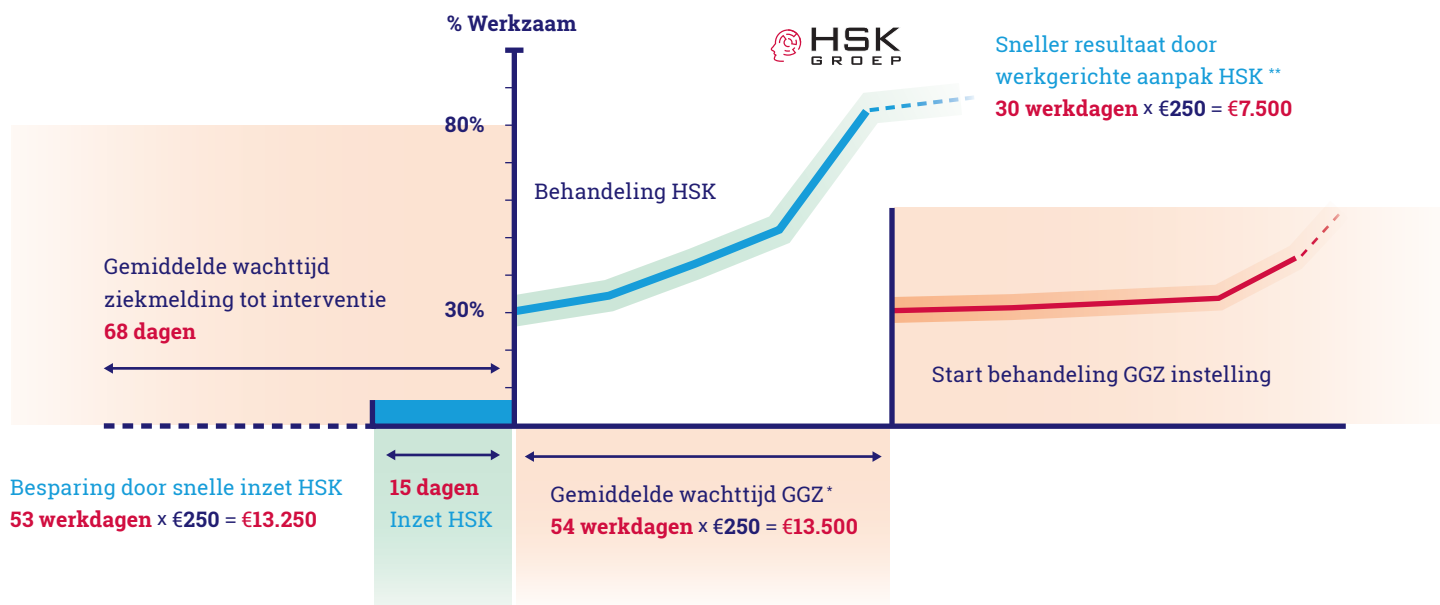 % Werkzaam
HSK
GROEP
Sneller resultaat door
werkgerichte aanpak HSK **
30 werkdagen x €250 = €7.500
80%
Behandeling HSK
Gemiddelde wachttijd
ziekmelding tot interventie
68 dagen
30%
Start behandeling GGZ instelling
Besparing door snelle inzet HSK
53 werkdagen x €250 = €13.250
15 dagen
Inzet HSK
Gemiddelde wachttijd GGZ*
54 werkdagen x €250 = €13.500